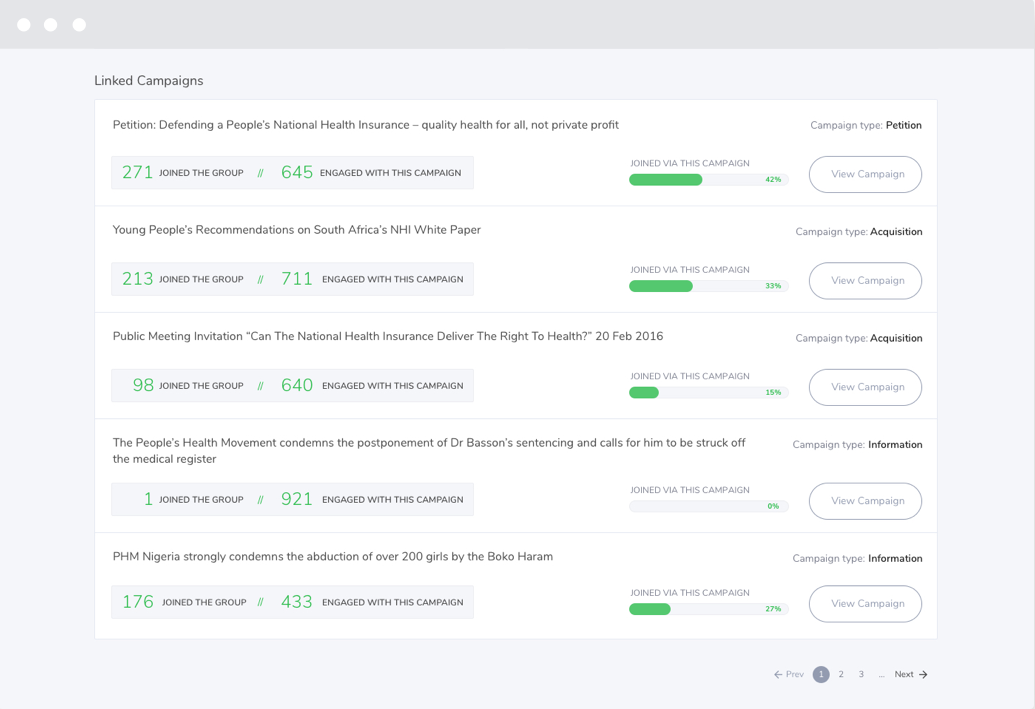 Linked Campaigns
Petition: Defending a People's National Health Insurance – quality health for all, not private profit
Campaign type: Petition
271 JOINED THE GROUP // 645 ENGAGED WITH THIS CAMPAIGN
JOINED VIA THIS CAMPAIGN
42%
View Campaign
Young People's Recommendations on South Africa's NHI White Paper
Campaign type: Acquisition
213 JOINED THE GROUP // 711 ENGAGED WITH THIS CAMPAIGN
JOINED VIA THIS CAMPAIGN
33%
View Campaign
Public Meeting Invitation “Can The National Health Insurance Deliver The Right To Health?” 20 Feb 2016
Campaign type: Acquisition
98 JOINED THE GROUP // 640 ENGAGED WITH THIS CAMPAIGN
JOINED VIA THIS CAMPAIGN
15%
View Campaign
The People's Health Movement condemns the postponement of Dr Basson's sentencing and calls for him to be struck off
the medical register
Campaign type: Information
1 JOINED THE GROUP // 921 ENGAGED WITH THIS CAMPAIGN
JOINED VIA THIS CAMPAIGN
0%
View Campaign
PHM Nigeria strongly condemns the abduction of over 200 girls by the Boko Haram
Campaign type: Information
176 JOINED THE GROUP // 433 ENGAGED WITH THIS CAMPAIGN
JOINED VIA THIS CAMPAIGN
27%
View Campaign
← Prev 1 2 3 ... Next →